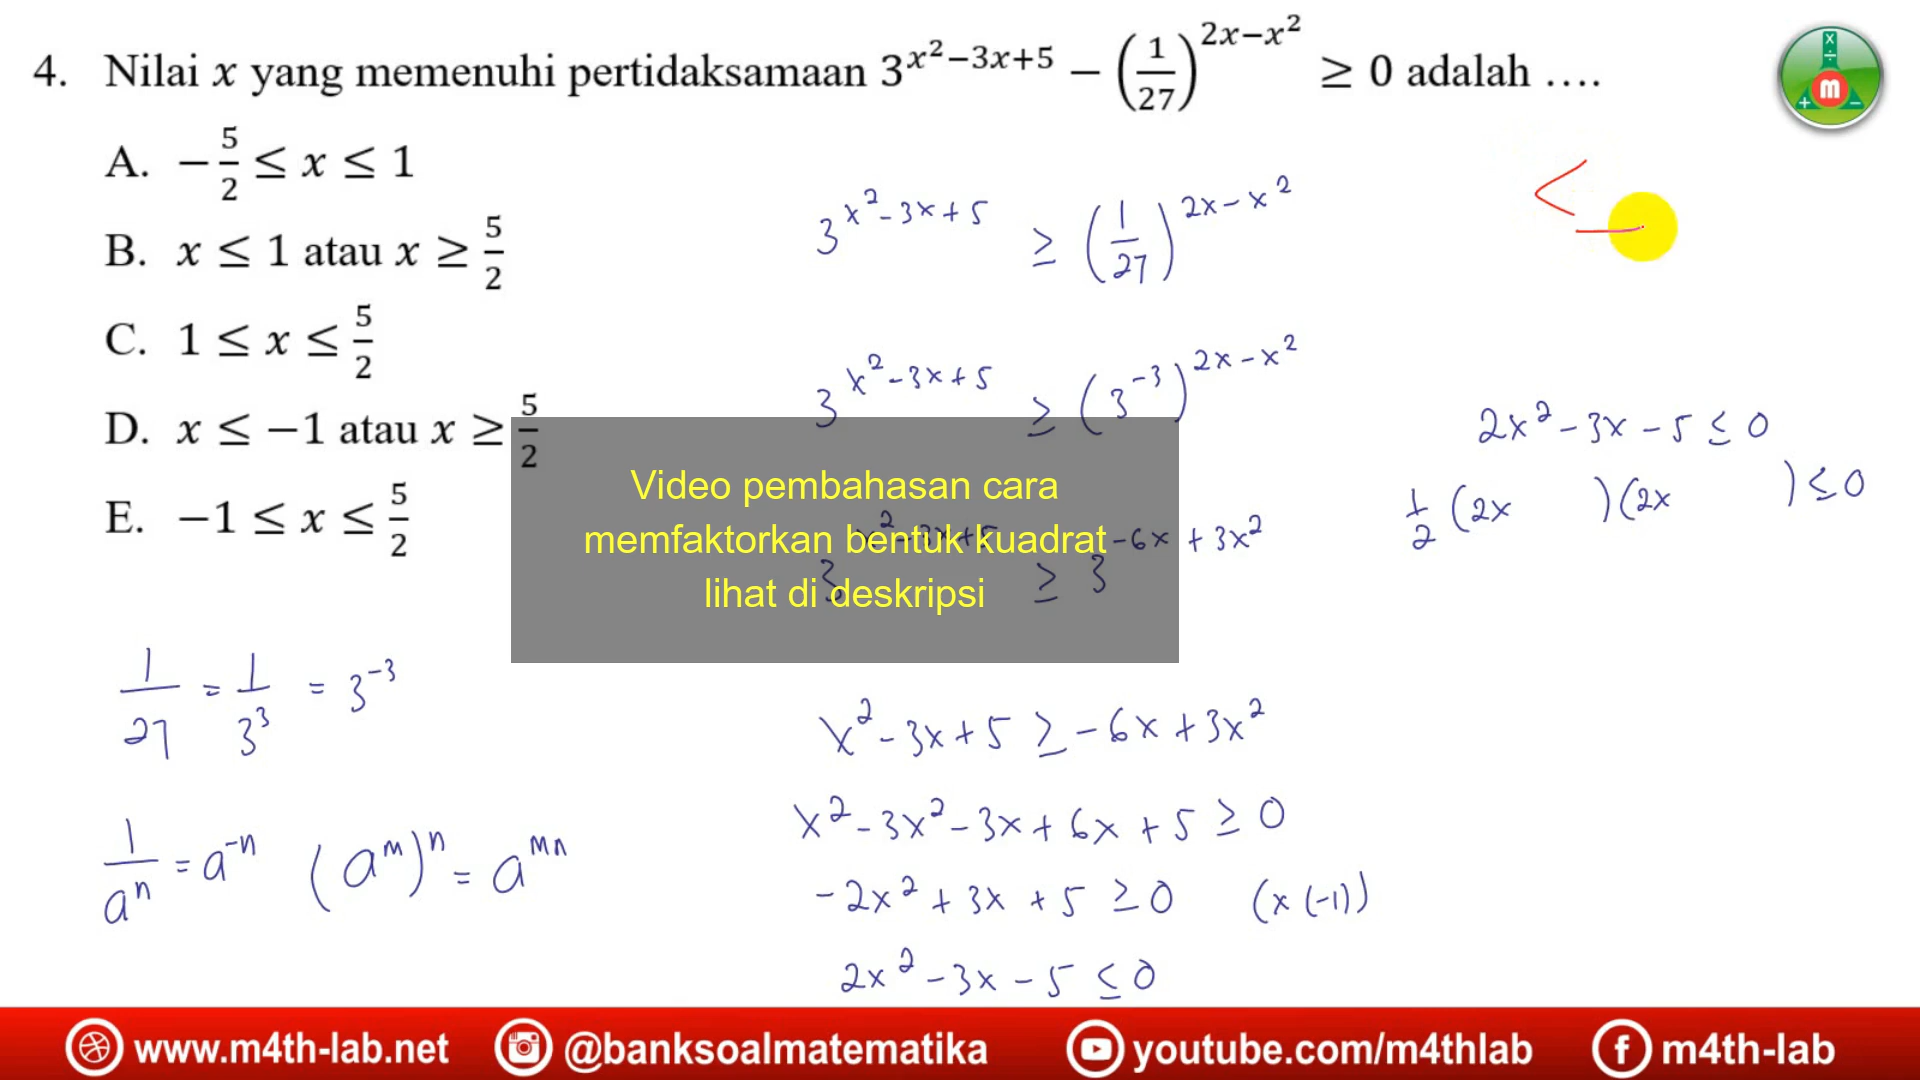 4. Nilai x yang memenuhi pertidaksamaan 3^{x²−3x+5} − (1/27)^{2x−x²} ≥ 0 adalah ....
A. −5/2 ≤ x ≤ 1
B. x ≤ 1 atau x ≥ 5/2
C. 1 ≤ x ≤ 5/2
D. x ≤ −1 atau x ≥ 5/2
E. −1 ≤ x ≤ 5/2
3^{x²-3x+5} ≥ (1/27)^{2x-x²}
3^{x²-3x+5} ≥ (3^{-3})^{2x-x²}
3^{x²-3x+5} ≥ 3^{-6x+3x²}
Video pembahasan cara
memfaktorkan bentuk kuadrat
lihat di deskripsi
1/27 = 1/3³ = 3^{-3}
1/aⁿ = a^{-n} (a^m)^n = a^{mn}
x² - 3x + 5 ≥ -6x + 3x²
x² - 3x² - 3x + 6x + 5 ≥ 0
-2x² + 3x + 5 ≥ 0 (x (-1))
2x² - 3x - 5 ≤ 0
<
2x² - 3x - 5 ≤ 0
1/2 (2x )(2x ) ≤ 0
x ÷ m + −
www.m4th-lab.net @banksoalmatematika youtube.com/m4thlab m4th-lab